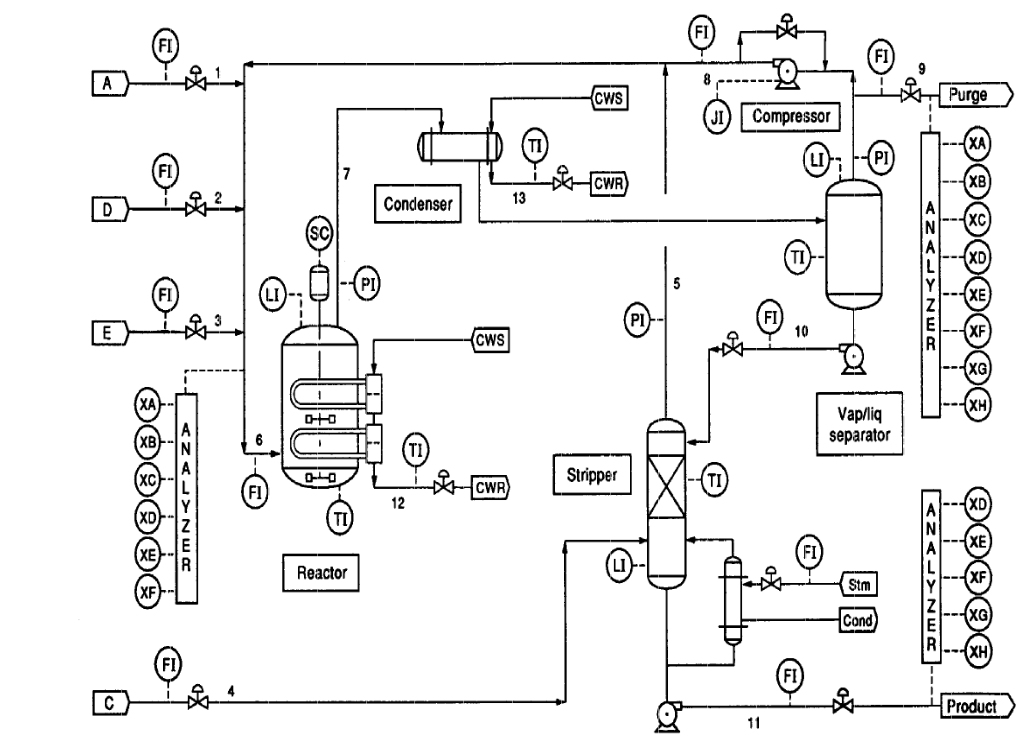 FI
FI
9
FI
FI
1
8
A
JI
Compressor
Purge
CWS
TI
CWR
13
7
Condenser
LI
PI
XA
XB
XC
XD
XE
XF
XG
XH
ANALYZER
FI
2
D
SC
LI
PI
TI
5
FI
3
E
CWS
PI
FI
10
Vap/liq
separator
XA
XB
XC
XD
XE
XF
ANALYZER
6
FI
TI
TI
12
CWR
Reactor
Stripper
TI
LI
FI
Stm
Cond
XD
XE
XF
XG
XH
ANALYZER
FI
4
C
FI
11
Product